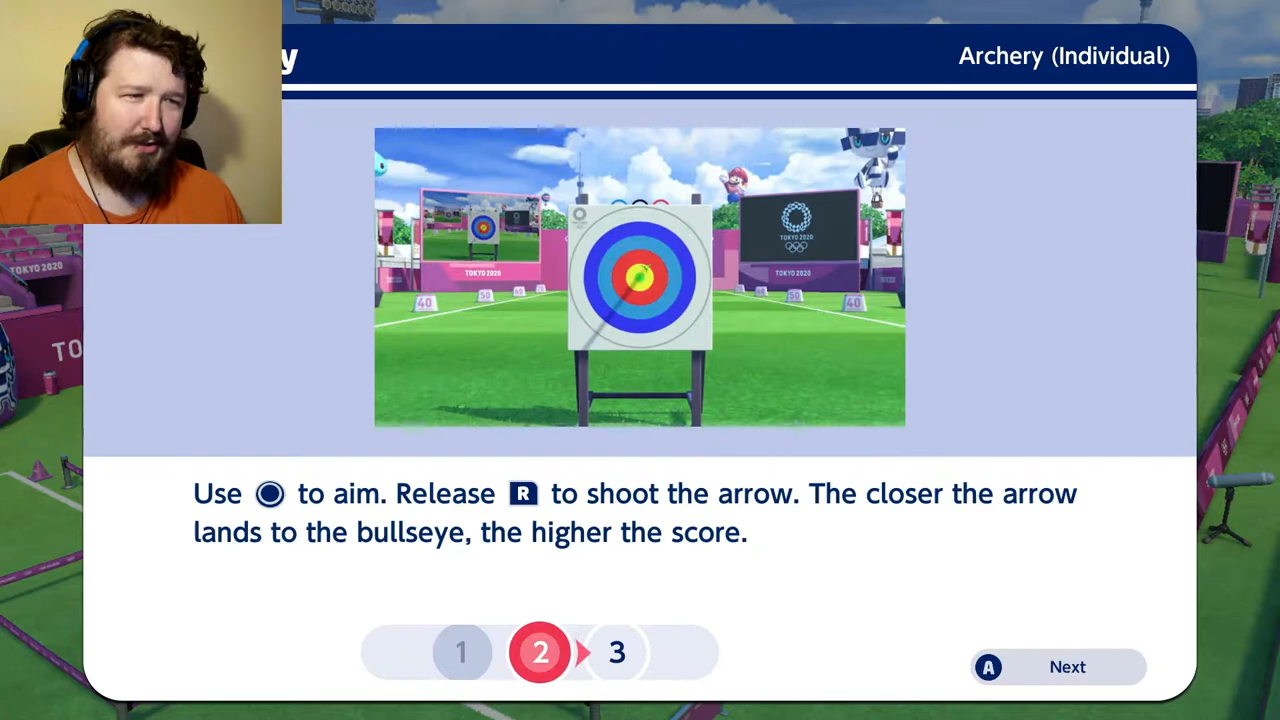 y
Archery (Individual)
TOKYO 2020
TOKYO 2020
TOKYO 2020
40
50
60
50
40
TOKYO 2020
TO
Use to aim. Release R to shoot the arrow. The closer the arrow
lands to the bullseye, the higher the score.
1
2
3
A Next